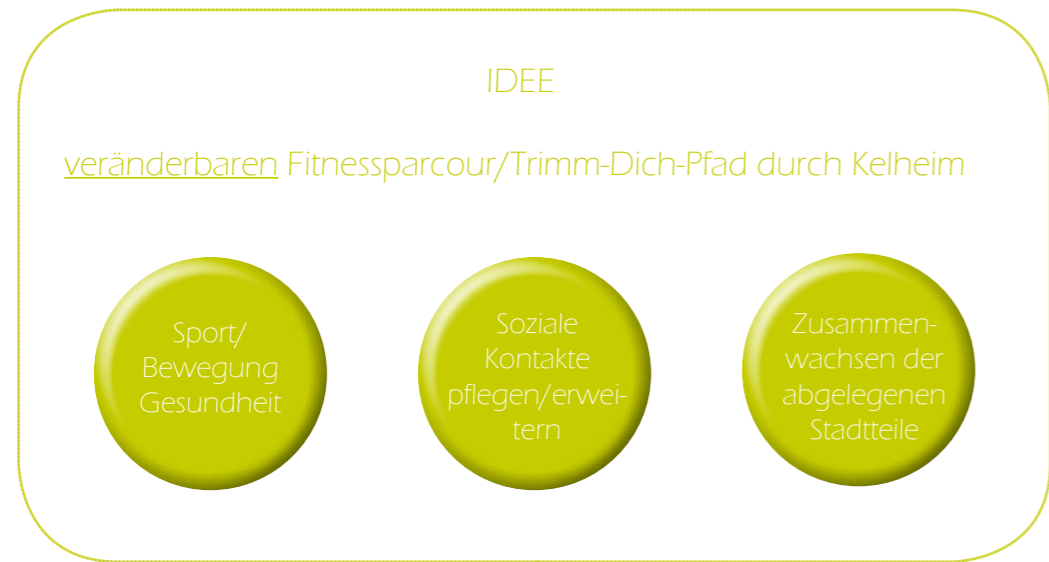 IDEE
veränderbaren Fitnessparcour/Trimm-Dich-Pfad durch Kelheim
Sport/
Bewegung
Gesundheit
Soziale
Kontakte
pflegen/erwei-
tern
Zusammen-
wachsen der
abgelegenen
Stadtteile